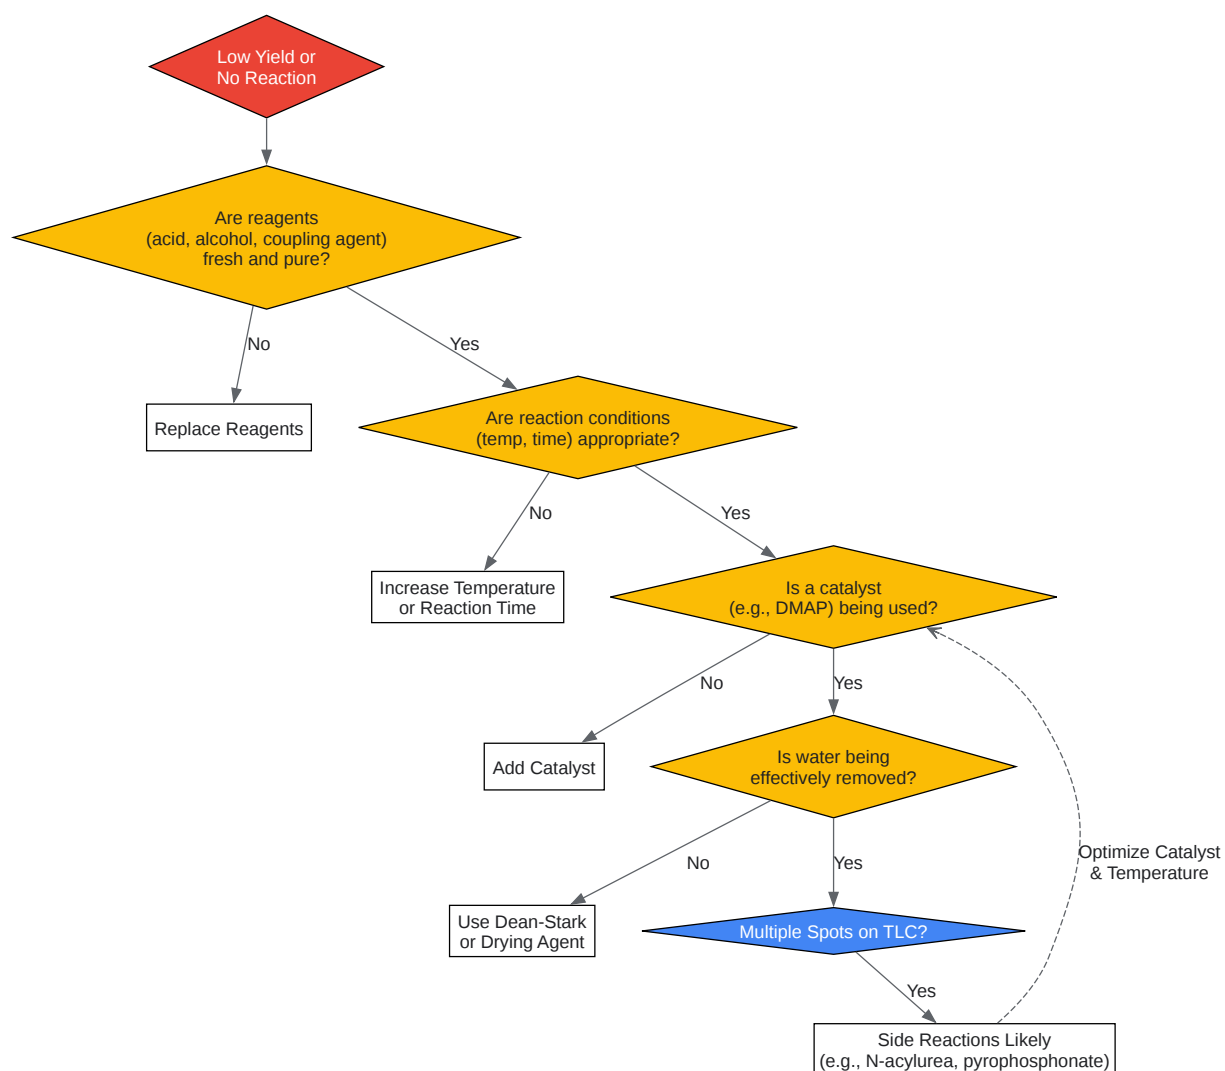 Low Yield or
No Reaction
Are reagents
(acid, alcohol, coupling agent)
fresh and pure?
No
Yes
Replace Reagents
Are reaction conditions
(temp, time) appropriate?
No
Yes
Increase Temperature
or Reaction Time
Is a catalyst
(e.g., DMAP) being used?
No
Yes
Add Catalyst
Is water being
effectively removed?
No
Yes
Optimize Catalyst
& Temperature
Use Dean-Stark
or Drying Agent
Multiple Spots on TLC?
Yes
Side Reactions Likely
(e.g., N-acylurea, pyrophosphonate)